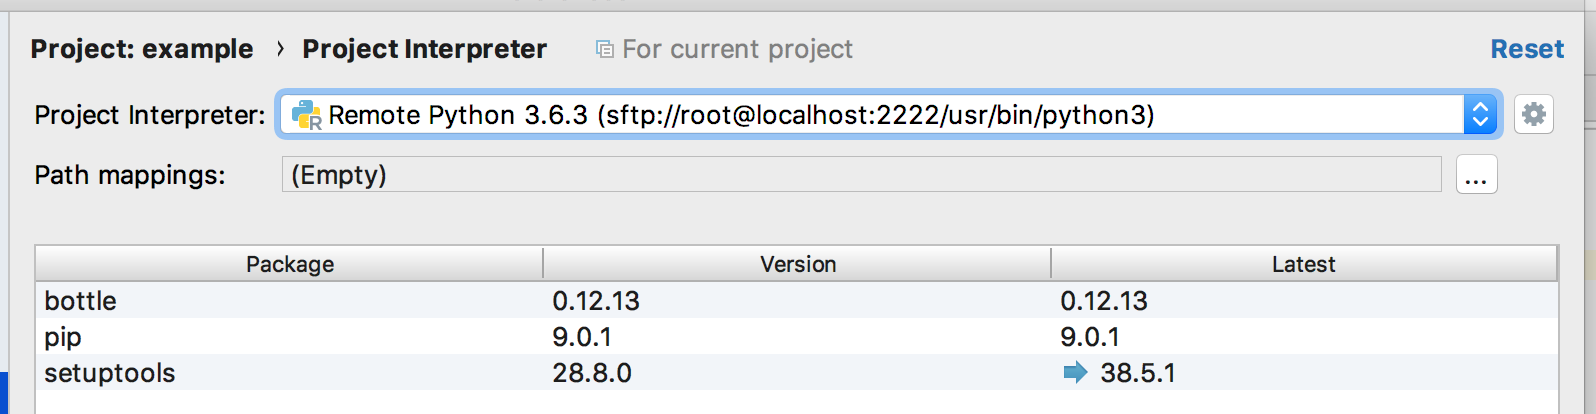 Project: example › Project Interpreter For current project Reset
Project Interpreter: Remote Python 3.6.3 (sftp://root@localhost:2222/usr/bin/python3)
Path mappings: (Empty) ...
Package Version Latest
bottle 0.12.13 0.12.13
pip 9.0.1 9.0.1
setuptools 28.8.0 38.5.1